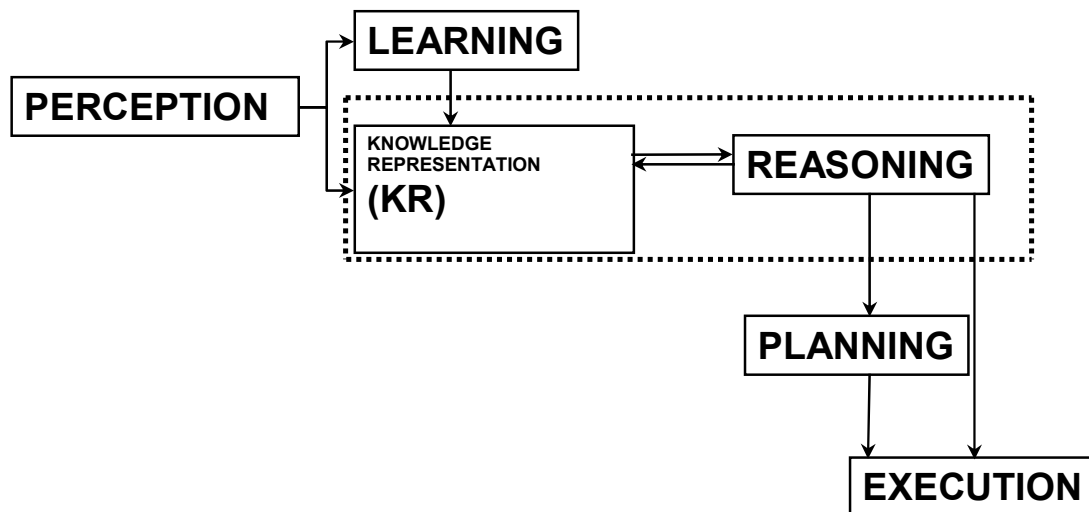 LEARNING
PERCEPTION
KNOWLEDGE
REPRESENTATION
(KR)
REASONING
PLANNING
EXECUTION